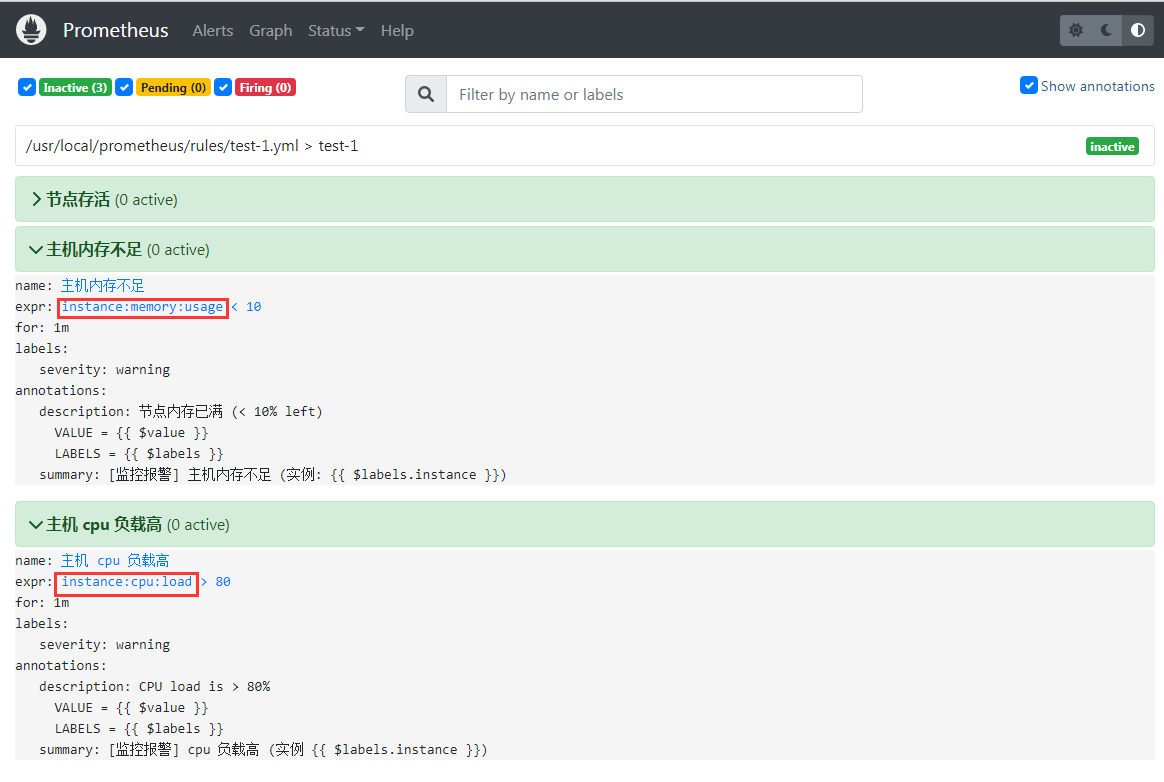 Prometheus Alerts Graph Status Help
Inactive (3) Pending (0) Firing (0) Filter by name or labels Show annotations
/usr/local/prometheus/rules/test-1.yml > test-1 inactive
节点存活 (0 active)
主机内存不足 (0 active)
name: 主机内存不足
expr: instance:memory:usage < 10
for: 1m
labels:
severity: warning
annotations:
description: 节点内存已满 (< 10% left)
VALUE = {{ $value }}
LABELS = {{ $labels }}
summary: [监控报警] 主机内存不足 (实例: {{ $labels.instance }})
主机 cpu 负载高 (0 active)
name: 主机 cpu 负载高
expr: instance:cpu:load > 80
for: 1m
labels:
severity: warning
annotations:
description: CPU load is > 80%
VALUE = {{ $value }}
LABELS = {{ $labels }}
summary: [监控报警] cpu 负载高 (实例 {{ $labels.instance }})